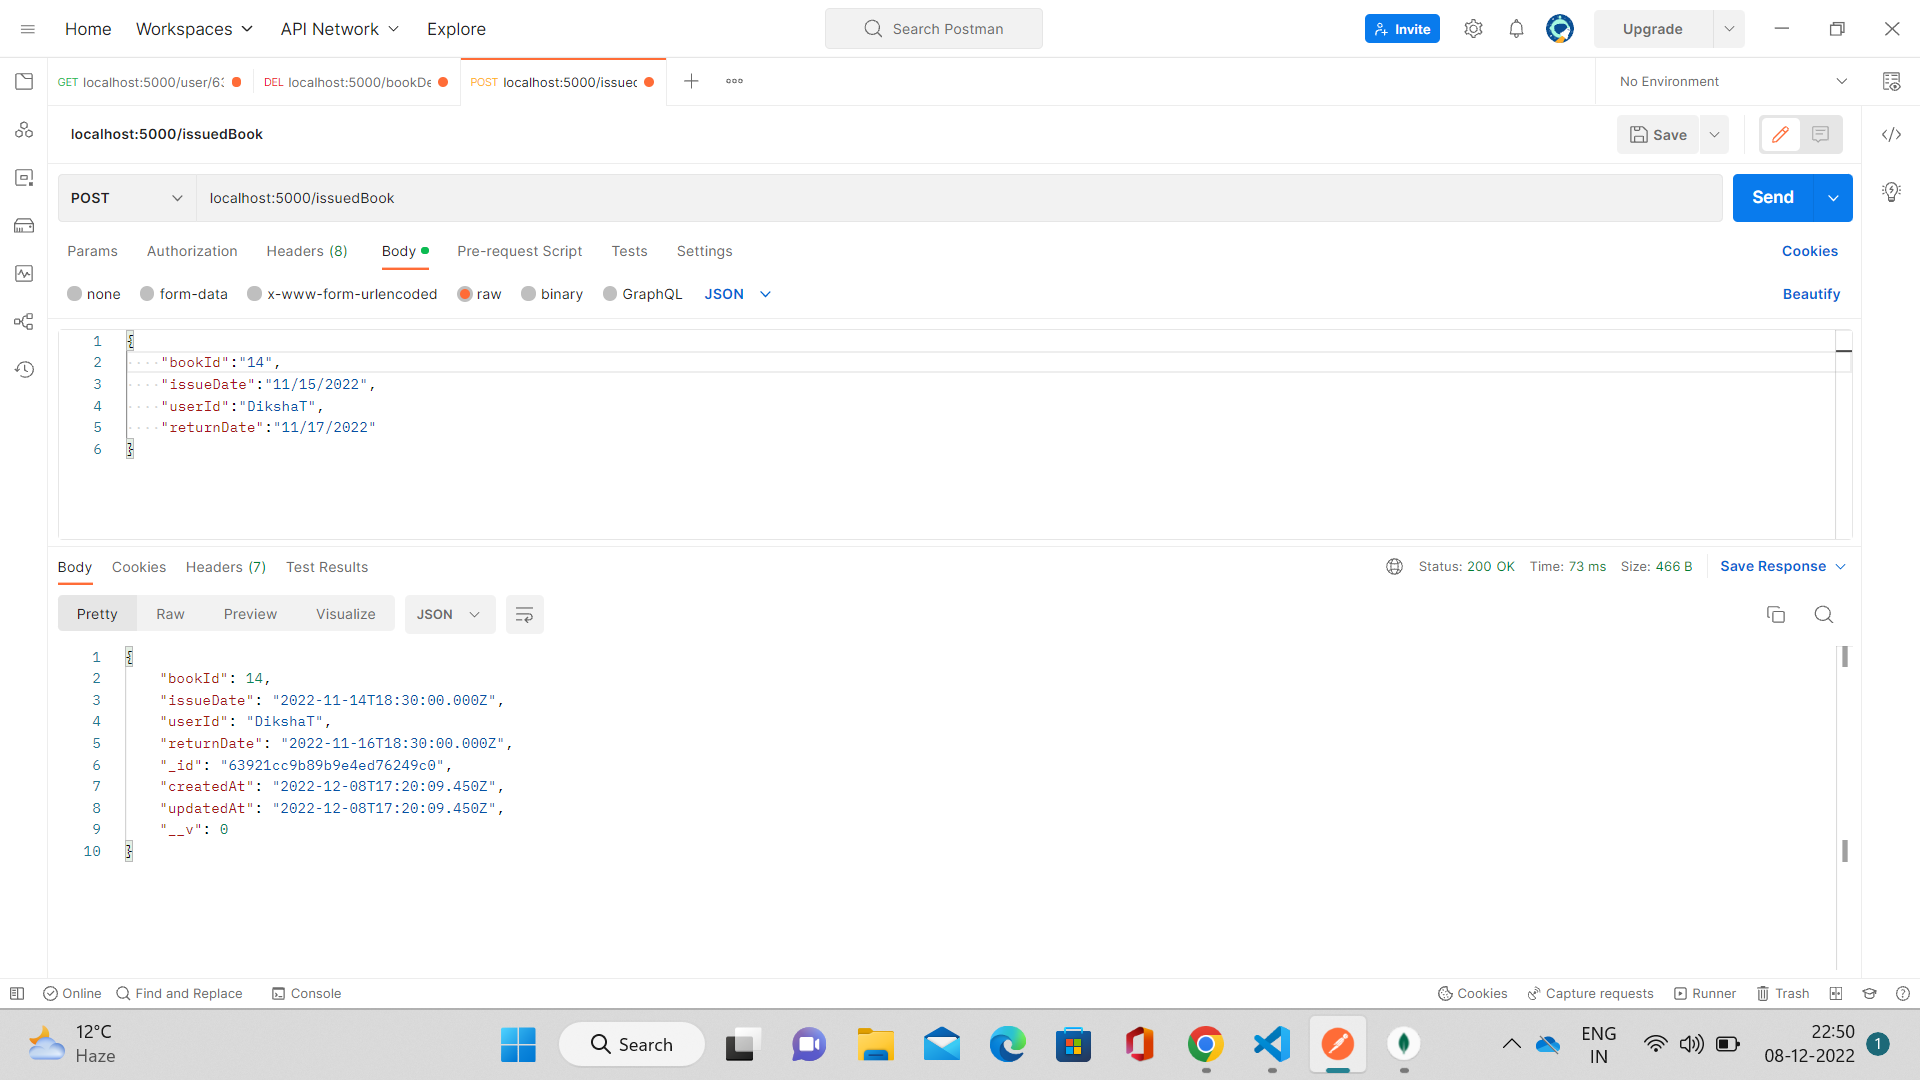 Home Workspaces API Network Explore Search Postman Invite Upgrade
GET localhost:5000/user/63 DEL localhost:5000/bookDe POST localhost:5000/issued No Environment
localhost:5000/issuedBook Save
POST localhost:5000/issuedBook Send
Params Authorization Headers (8) Body Pre-request Script Tests Settings Cookies
none form-data x-www-form-urlencoded raw binary GraphQL JSON Beautify
1 {
2 "bookId":"14",
3 "issueDate":"11/15/2022",
4 "userId":"DikshaT",
5 "returnDate":"11/17/2022"
6 }
Body Cookies Headers (7) Test Results Status: 200 OK Time: 73 ms Size: 466 B Save Response
Pretty Raw Preview Visualize JSON
1 {
2 "bookId": 14,
3 "issueDate": "2022-11-14T18:30:00.000Z",
4 "userId": "DikshaT",
5 "returnDate": "2022-11-16T18:30:00.000Z",
6 "_id": "63921cc9b89b9e4ed76249c0",
7 "createdAt": "2022-12-08T17:20:09.450Z",
8 "updatedAt": "2022-12-08T17:20:09.450Z",
9 "__v": 0
10 }
Online Find and Replace Console Cookies Capture requests Runner Trash
12°C
Haze
Search
ENG
IN
22:50
08-12-2022
1